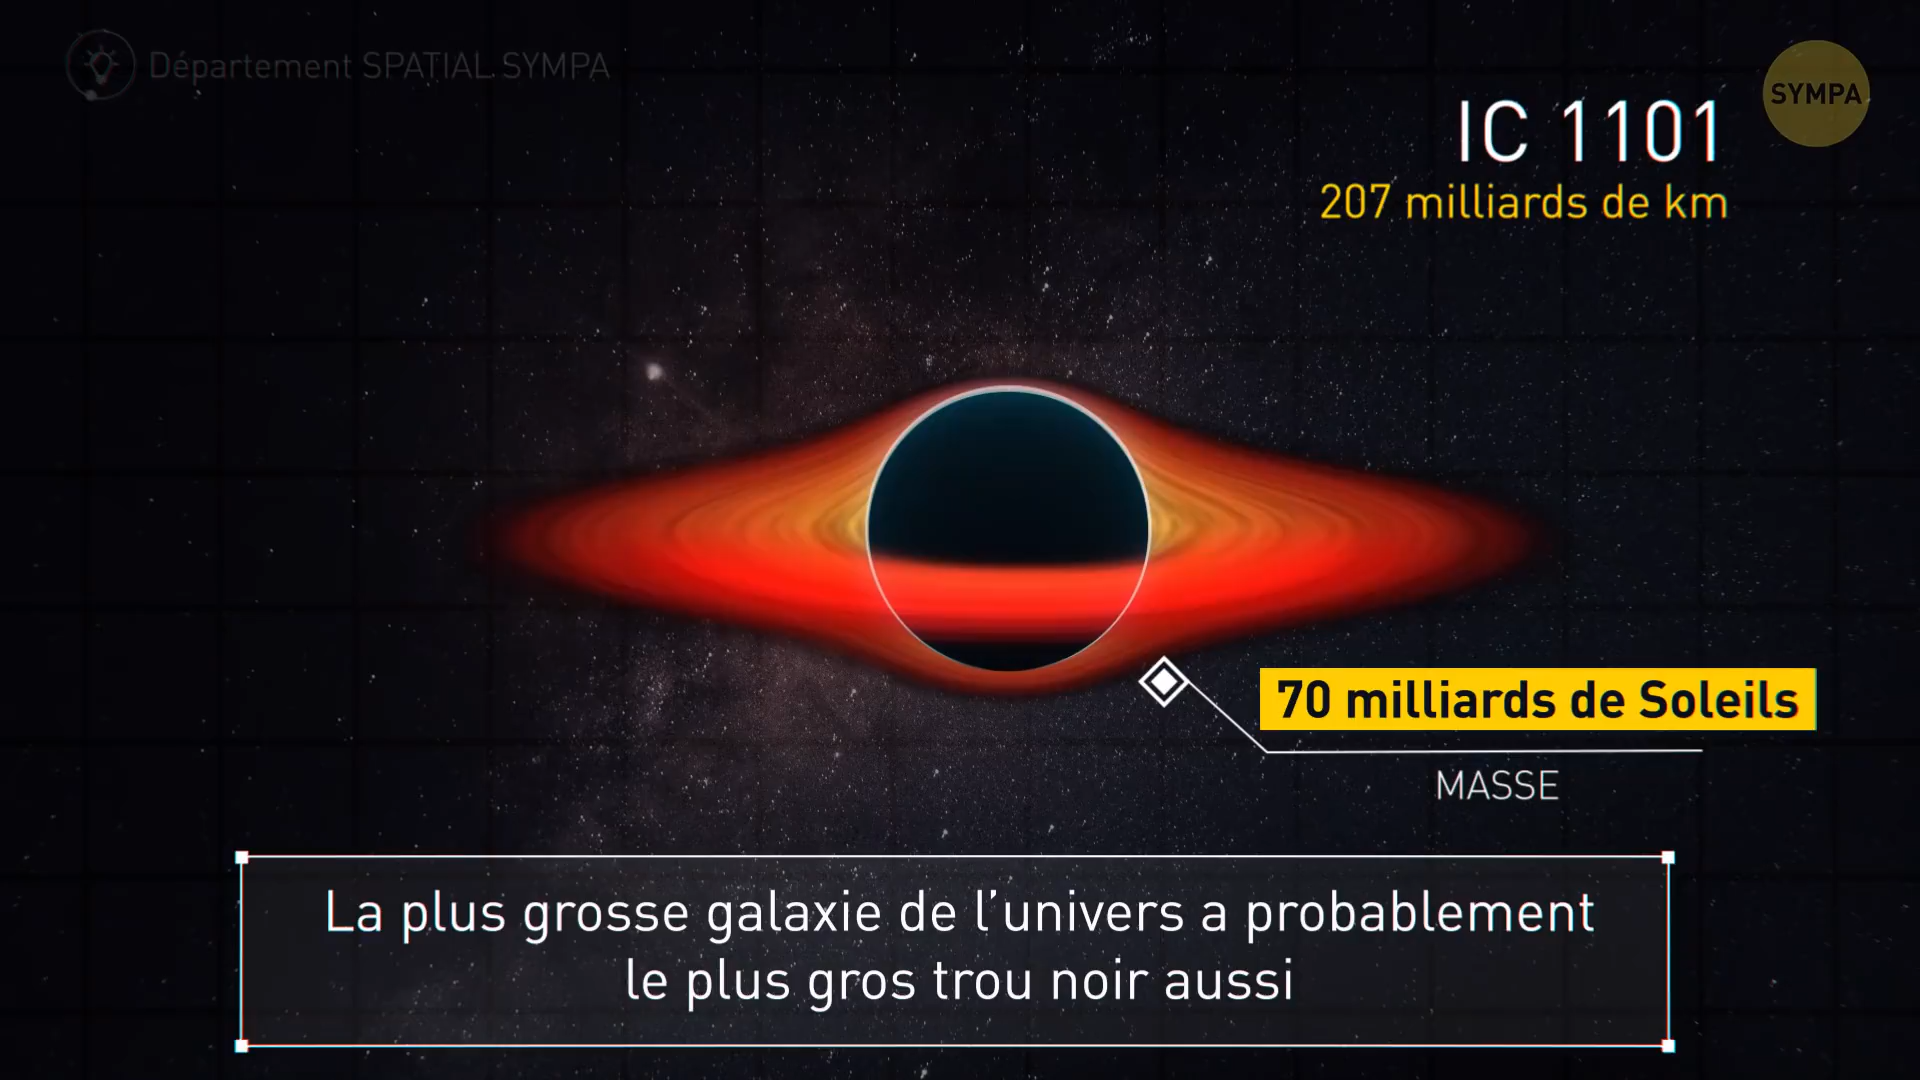 Département SPATIAL SYMPA
SYMPA
IC 1101
207 milliards de km
70 milliards de Soleils
MASSE
La plus grosse galaxie de l'univers a probablement
le plus gros trou noir aussi